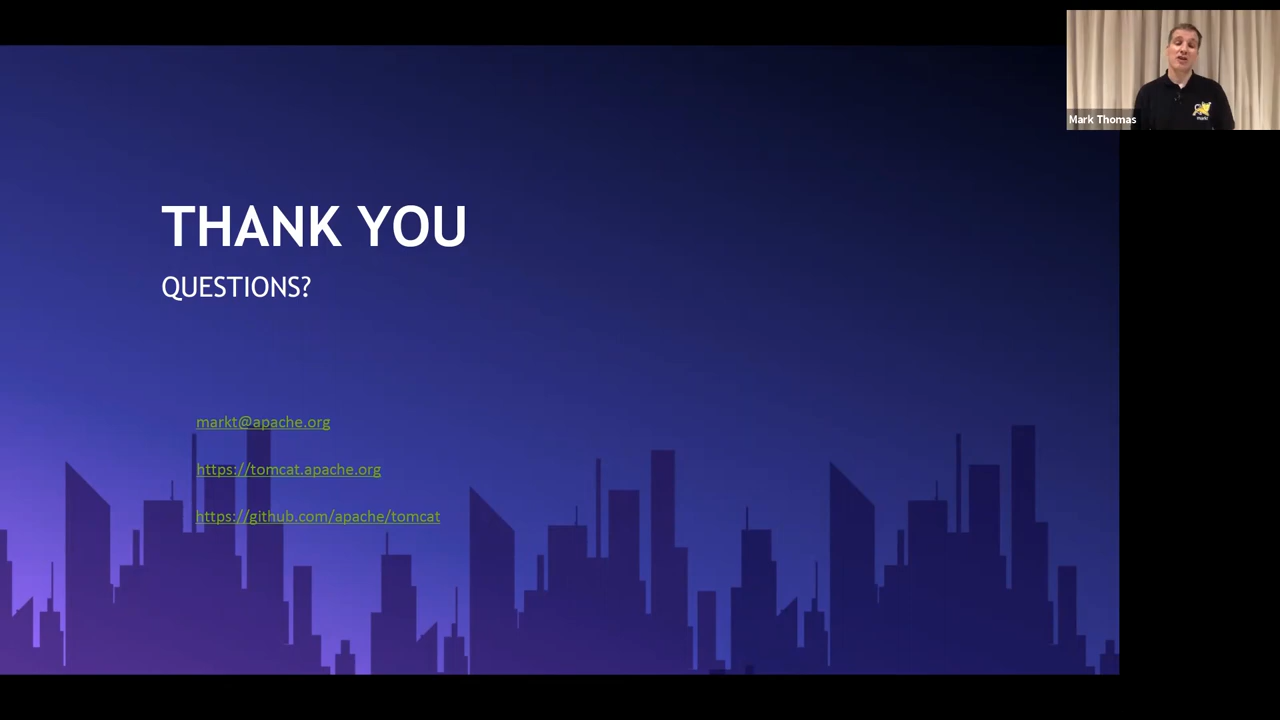 THANK YOU
QUESTIONS?
markt@apache.org
https://tomcat.apache.org
https://github.com/apache/tomcat
Mark Thomas